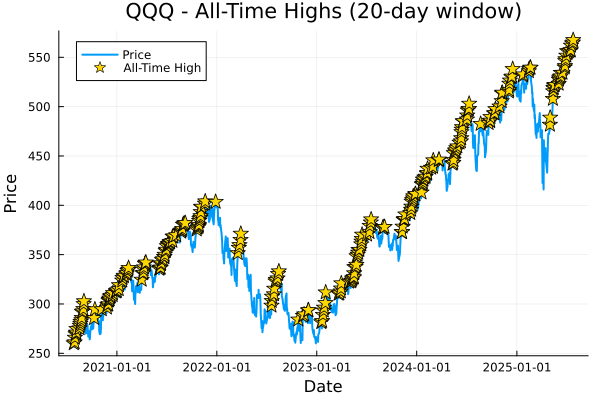 QQQ - All-Time Highs (20-day window)
Price
All-Time High
Price
550
500
450
400
350
300
250
2021-01-01 2022-01-01 2023-01-01 2024-01-01 2025-01-01
Date